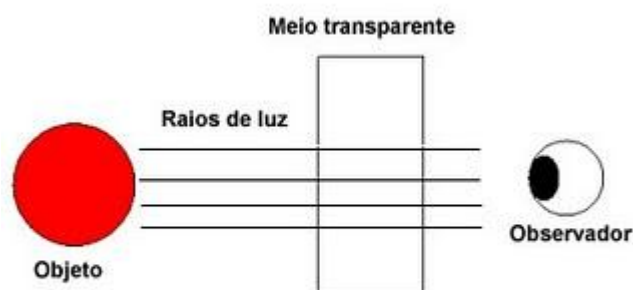 Meio transparente
Raios de luz
Objeto
Observador